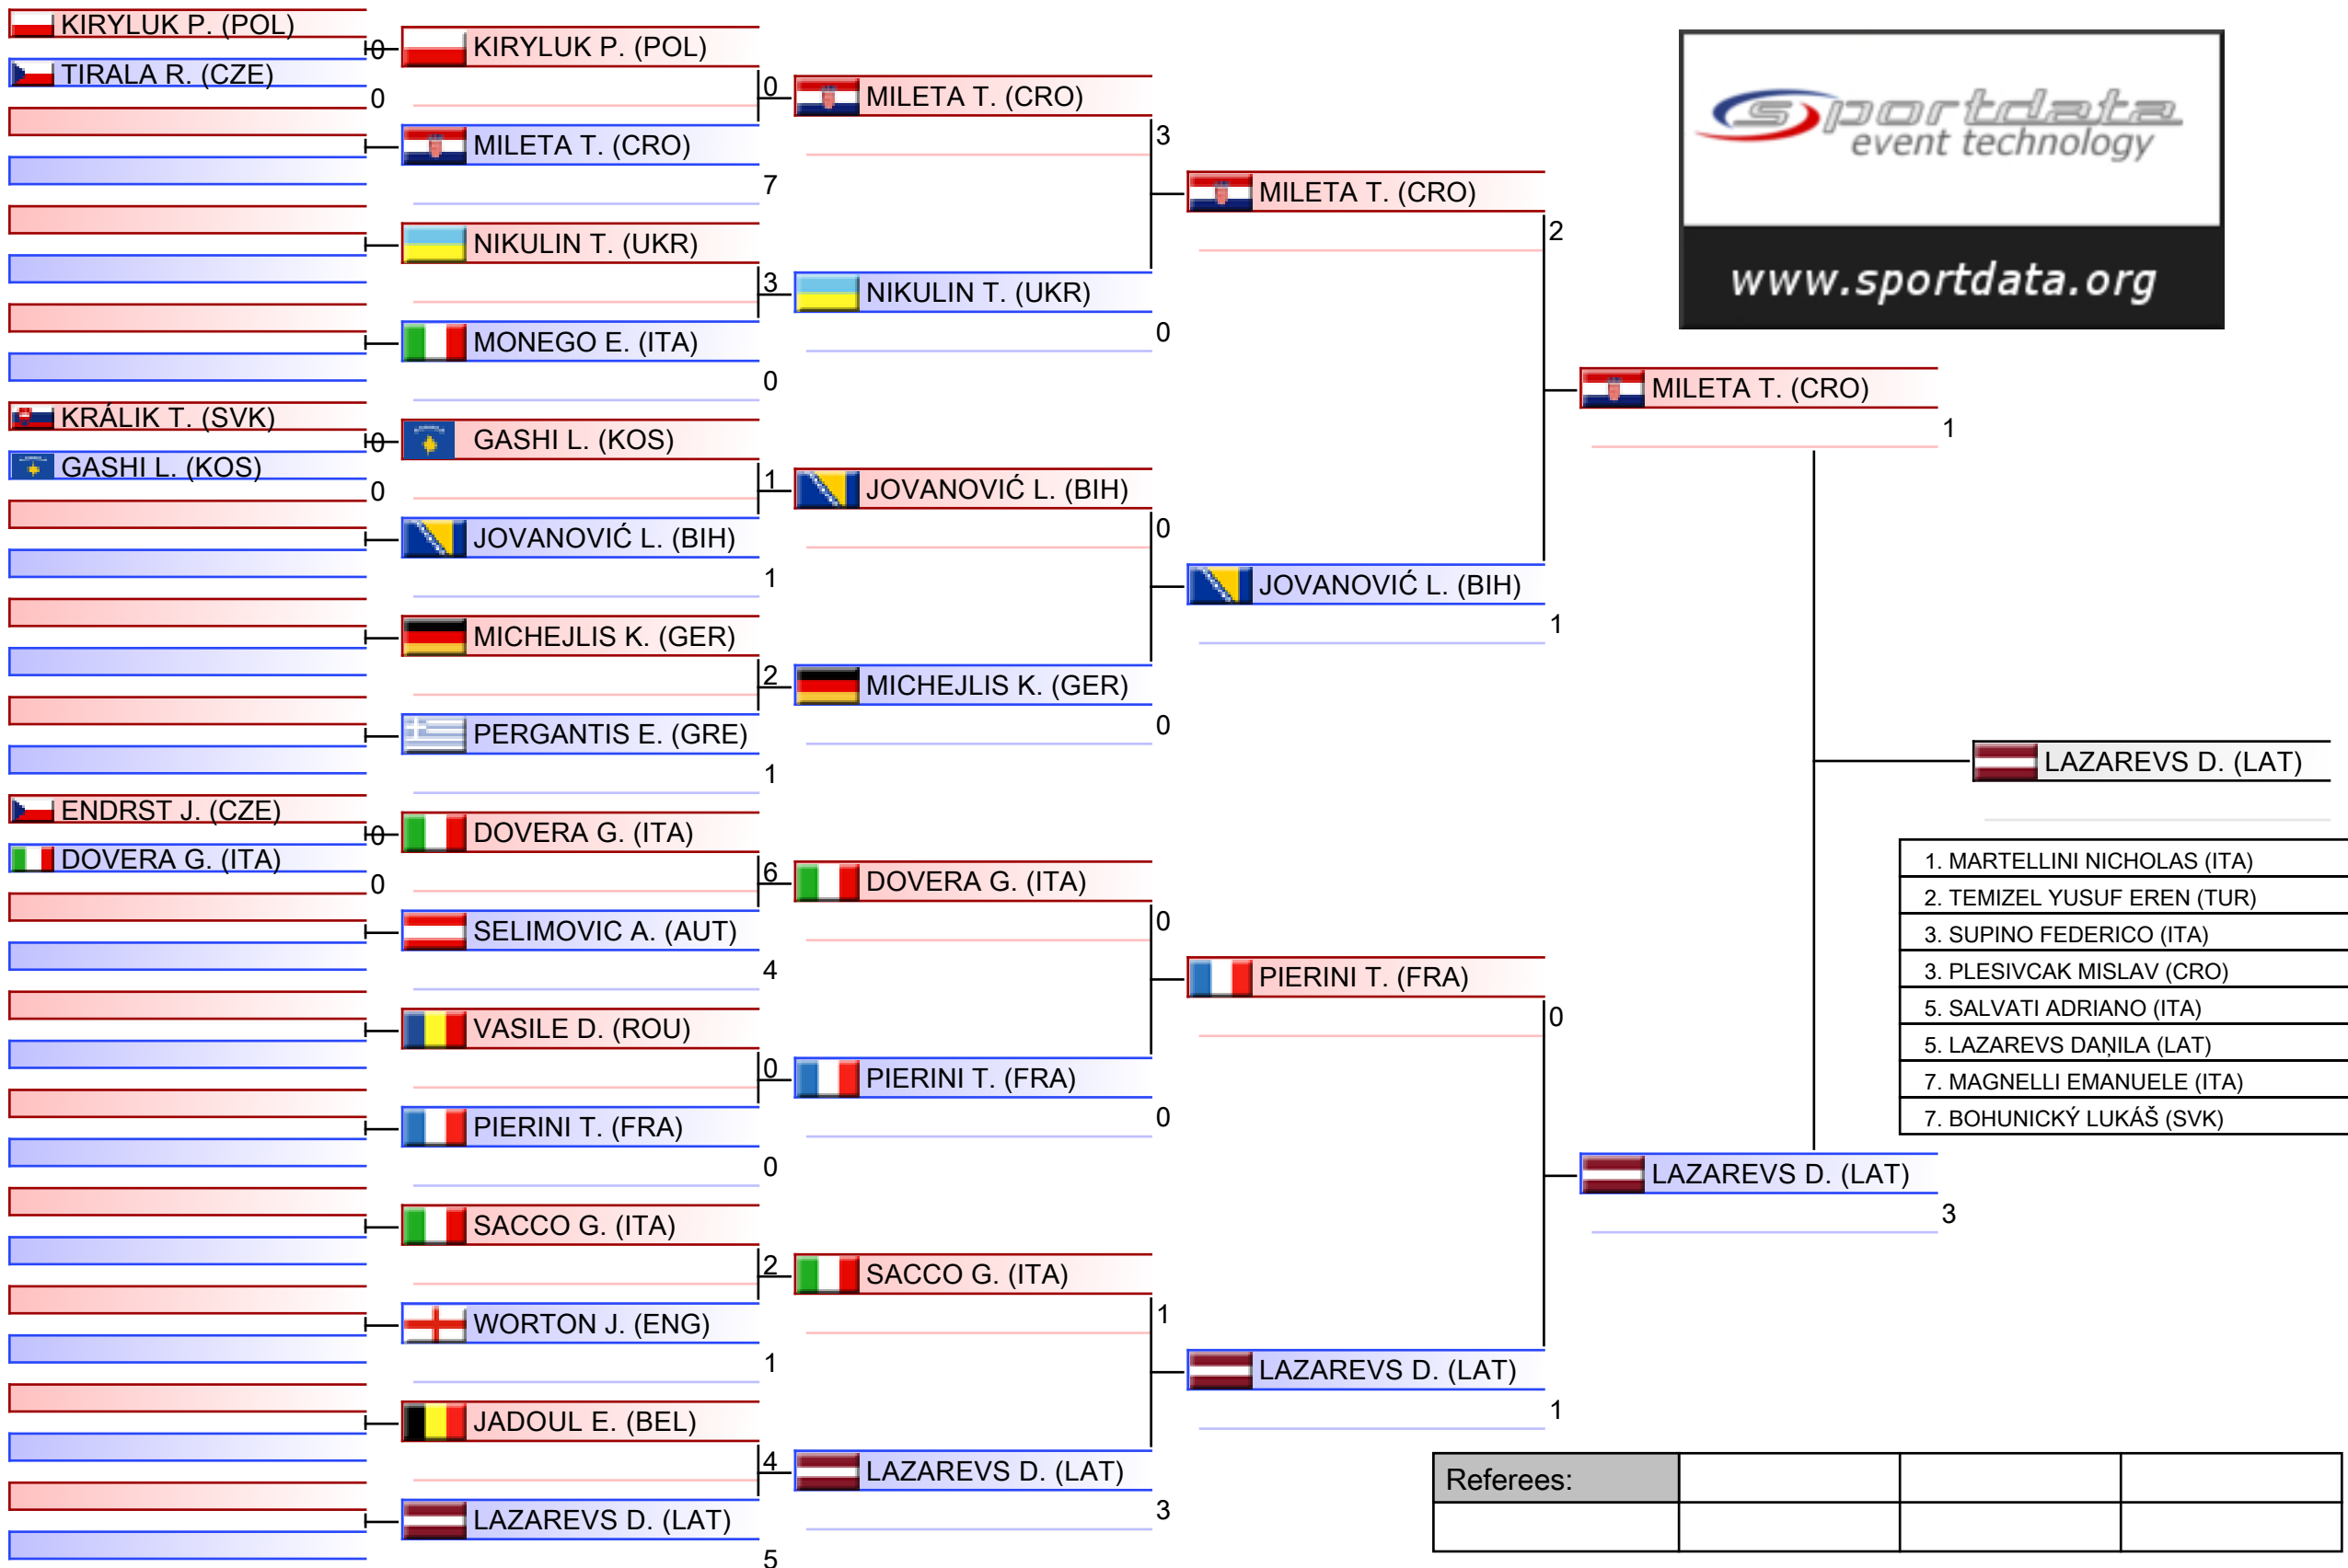 KIRYLUK P. (POL)
0
TIRALA R. (CZE)
0
KRÁLIK T. (SVK)
0
GASHI L. (KOS)
0
ENDRST J. (CZE)
0
DOVERA G. (ITA)
0
KIRYLUK P. (POL)
0
MILETA T. (CRO)
7
NIKULIN T. (UKR)
3
MONEGO E. (ITA)
0
GASHI L. (KOS)
1
JOVANOVIĆ L. (BIH)
1
MICHEJLIS K. (GER)
2
PERGANTIS E. (GRE)
1
DOVERA G. (ITA)
6
SELIMOVIC A. (AUT)
4
VASILE D. (ROU)
0
PIERINI T. (FRA)
0
SACCO G. (ITA)
2
WORTON J. (ENG)
1
JADOUL E. (BEL)
4
LAZAREVS D. (LAT)
5
MILETA T. (CRO)
3
NIKULIN T. (UKR)
0
JOVANOVIĆ L. (BIH)
0
MICHEJLIS K. (GER)
0
DOVERA G. (ITA)
0
PIERINI T. (FRA)
0
SACCO G. (ITA)
1
LAZAREVS D. (LAT)
3
MILETA T. (CRO)
2
JOVANOVIĆ L. (BIH)
1
PIERINI T. (FRA)
0
LAZAREVS D. (LAT)
1
MILETA T. (CRO)
1
LAZAREVS D. (LAT)
3
LAZAREVS D. (LAT)
sportdata
event technology
www.sportdata.org
1. MARTELLINI NICHOLAS (ITA)
2. TEMIZEL YUSUF EREN (TUR)
3. SUPINO FEDERICO (ITA)
3. PLESIVCAK MISLAV (CRO)
5. SALVATI ADRIANO (ITA)
5. LAZAREVS DAŅILA (LAT)
7. MAGNELLI EMANUELE (ITA)
7. BOHUNICKÝ LUKÁŠ (SVK)
Referees: